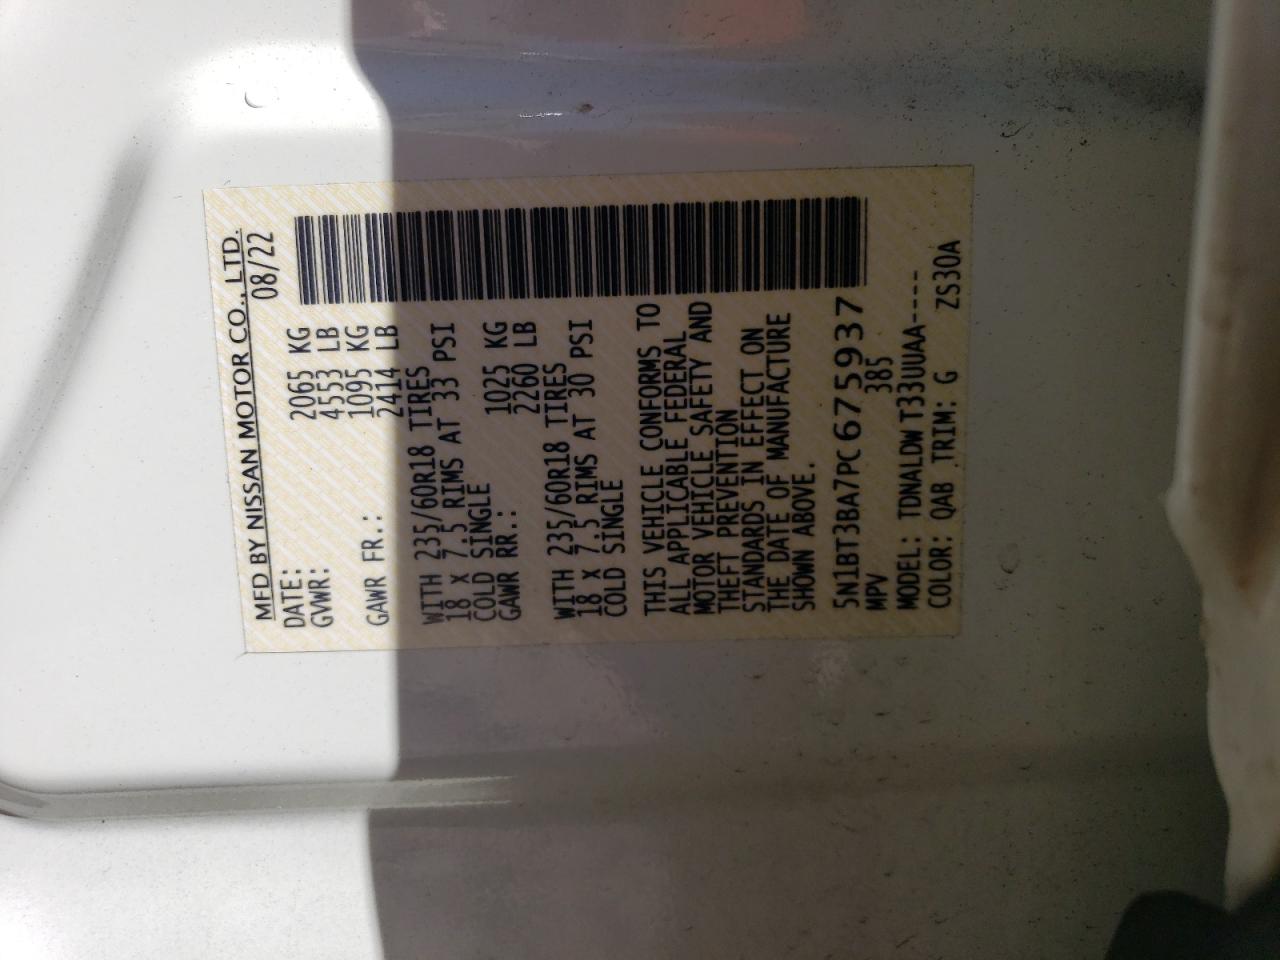 MFD BY NISSAN MOTOR CO., LTD.
DATE: 08/22
GVWR: 2065 KG
4553 LB
GAWR FR.: 1095 KG
2414 LB
WITH 235/60R18 TIRES
18 x 7.5 RIMS AT 33 PSI
COLD SINGLE
GAWR RR.: 1025 KG
2260 LB
WITH 235/60R18 TIRES
18 x 7.5 RIMS AT 30 PSI
COLD SINGLE
THIS VEHICLE CONFORMS TO
ALL APPLICABLE FEDERAL
MOTOR VEHICLE SAFETY AND
THEFT PREVENTION
STANDARDS IN EFFECT ON
THE DATE OF MANUFACTURE
SHOWN ABOVE.
5N1BT3BA7PC675937
MPV 385
MODEL: TDNALDW T33UUAA----
COLOR: QAB TRIM: G ZS30A